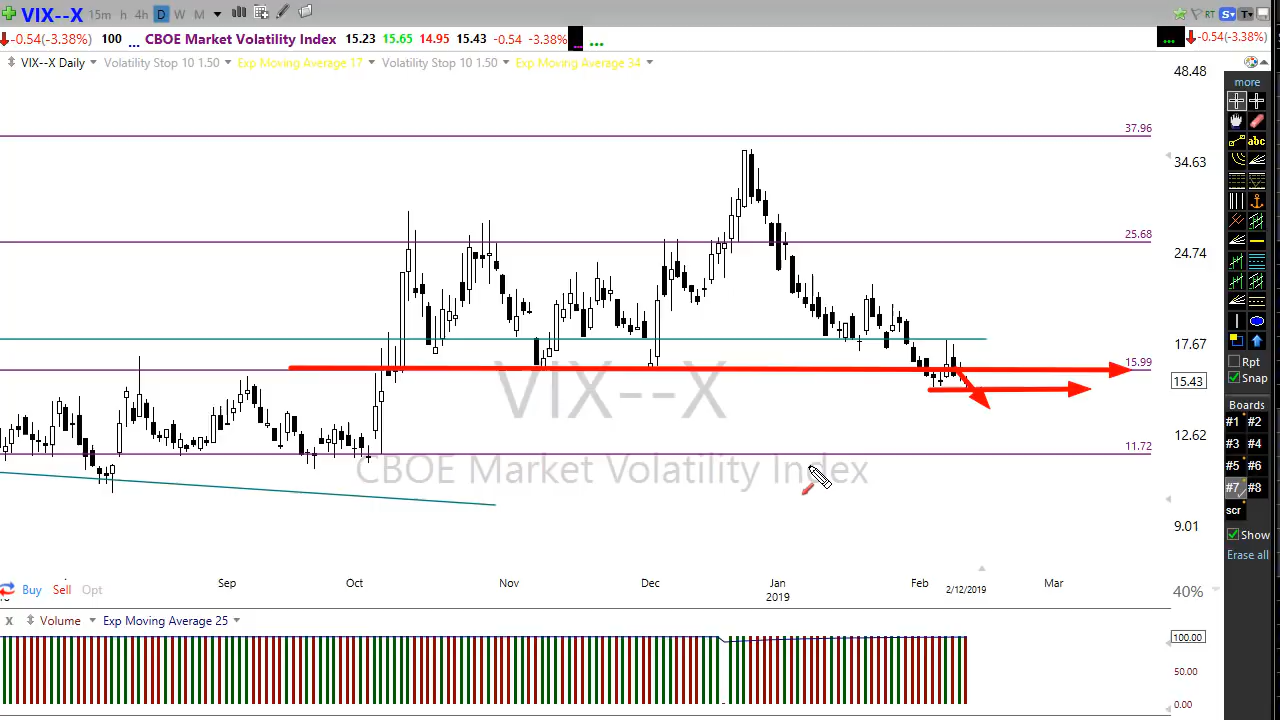 VIX--X 15m h 4h D W M RT S T
-0.54(-3.38%) 100 ... CBOE Market Volatility Index 15.23 15.65 14.95 15.43 -0.54 -3.38% ... ... -0.54(-3.38%)
VIX--X Daily Volatility Stop 10 1.50 Exp Moving Average 17 Volatility Stop 10 1.50 Exp Moving Average 34
48.48
more
abc
37.96
34.63
25.68
24.74
17.67
15.99
15.43
Rpt
Snap
VIX--X
Boards
#1 #2
12.62
#3 #4
11.72
CBOE Market Volatility Index
#5 #6
#7 #8
scr
9.01
Show
Erase all
Sep Oct Nov Dec Jan Feb Mar
Buy Sell Opt
2019
2/12/2019
40%
X Volume Exp Moving Average 25
100.00
50.00
0.00